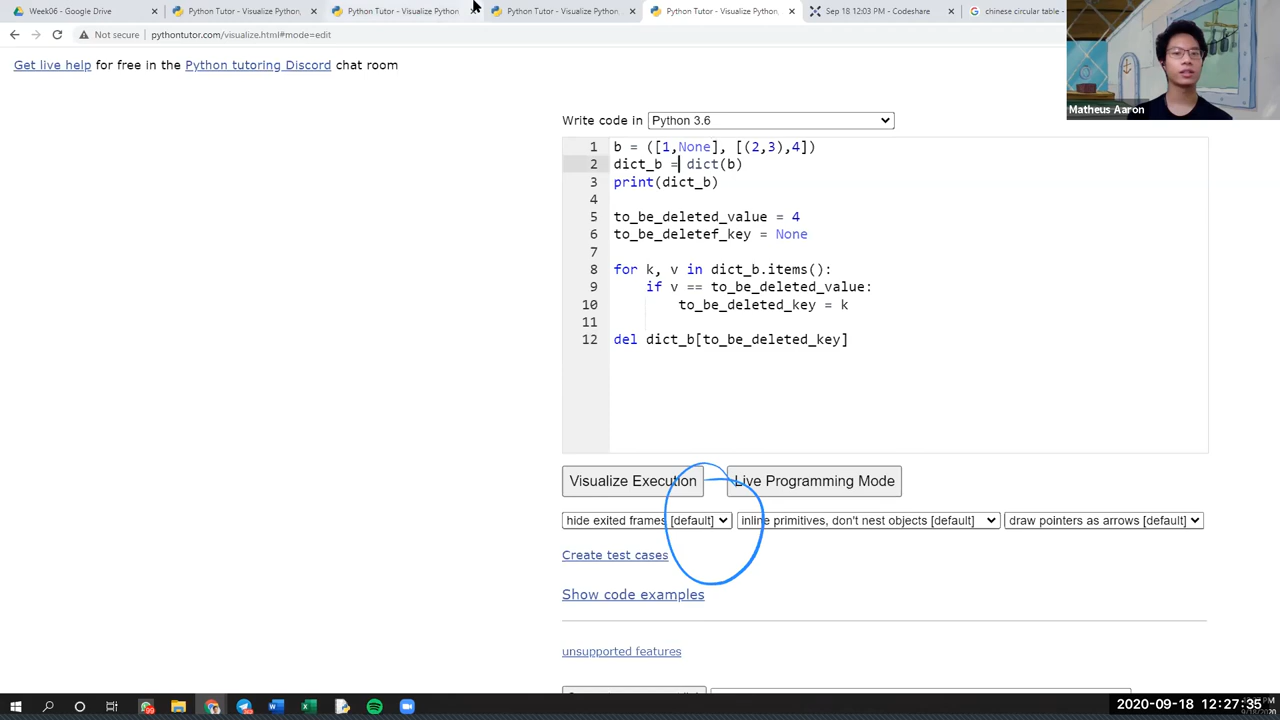 Week06 - Google Drive
Python Tutor - Visualize Python,
Python Tutor - Visualize Python
Python Tutor - Visualize Python.
Python Tutor - Visualize Python,
Sep 18 12:03 PM - Codeshare
chinese circular table -
Not secure
pythontutor.com/visualize.html#mode=edit
Get live help for free in the Python tutoring Discord chat room
Matheus Aaron
Write code in Python 3.6
1 b = ([1,None], [(2,3),4])
2 dict_b = dict(b)
3 print(dict_b)
4
5 to_be_deleted_value = 4
6 to_be_deletef_key = None
7
8 for k, v in dict_b.items():
9 if v == to_be_deleted_value:
10 to_be_deleted_key = k
11
12 del dict_b[to_be_deleted_key]
Visualize Execution Live Programming Mode
hide exited frames [default] inline primitives, don't nest objects [default] draw pointers as arrows [default]
Create test cases
Show code examples
unsupported features
2020-09-18 12:27:35